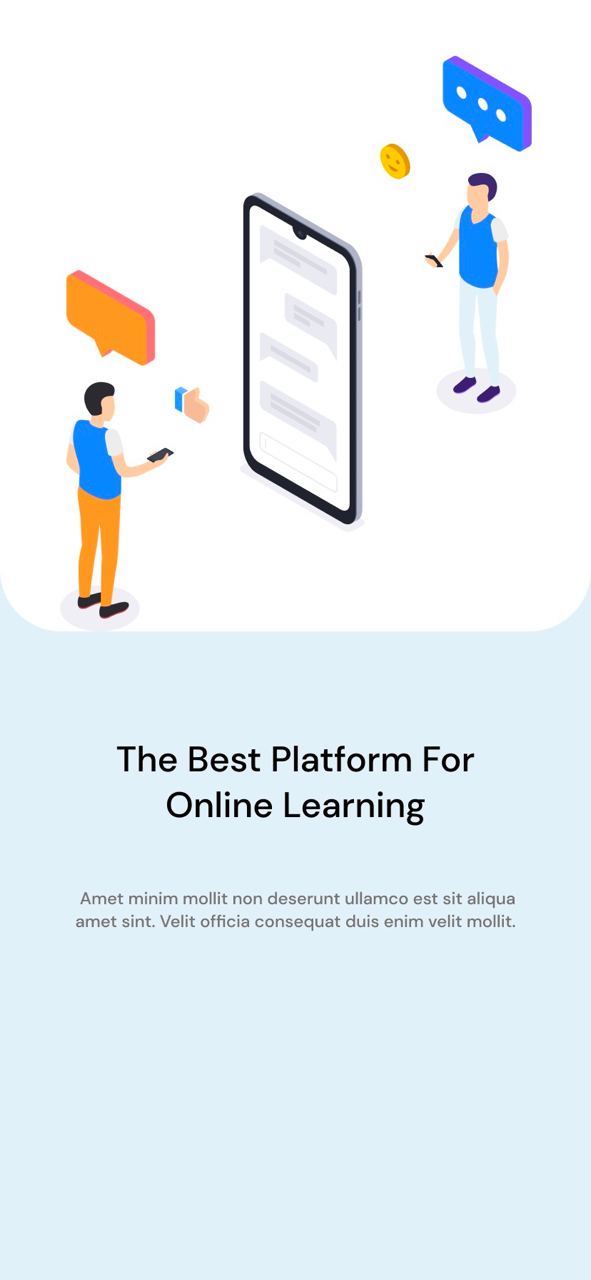 The Best Platform For
Online Learning
Amet minim mollit non deserunt ullamco est sit aliqua
amet sint. Velit officia consequat duis enim velit mollit.